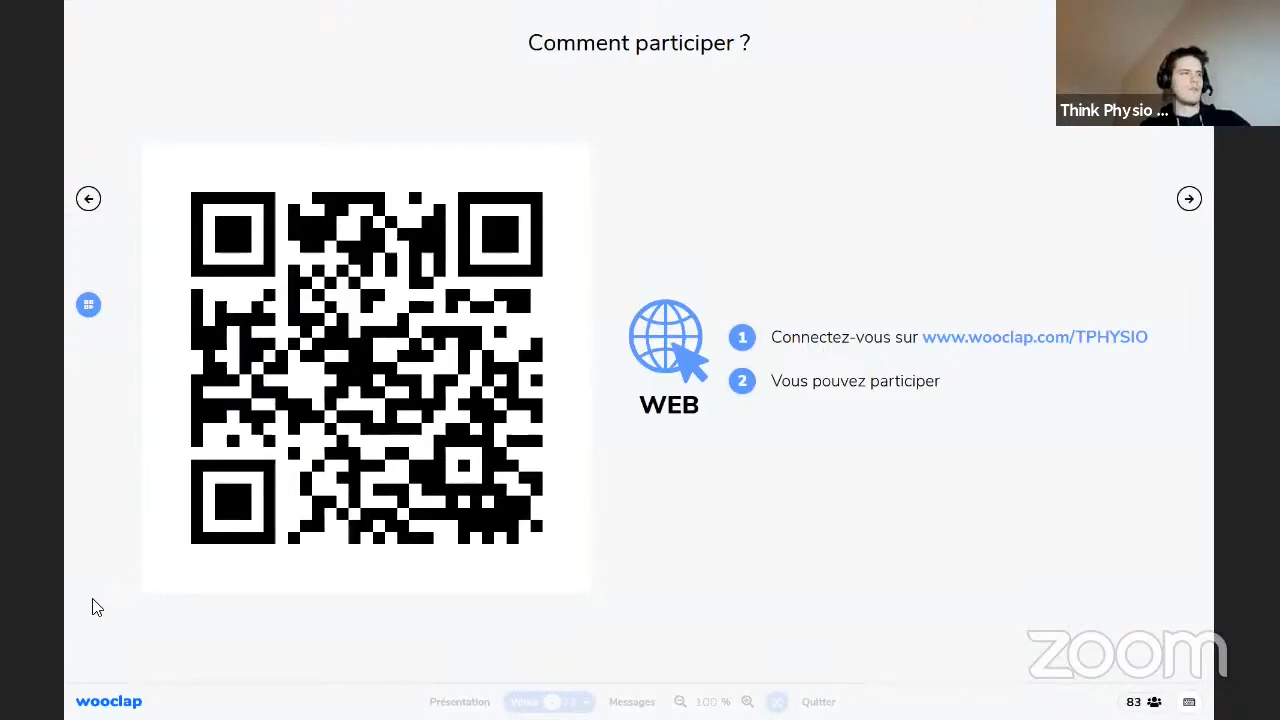 Comment participer ?
Think Physio ...
1 Connectez-vous sur www.wooclap.com/TPHYSIO
2 Vous pouvez participer
WEB
zoom
wooclap
Présentation
Messages
100 %
Quitter
83